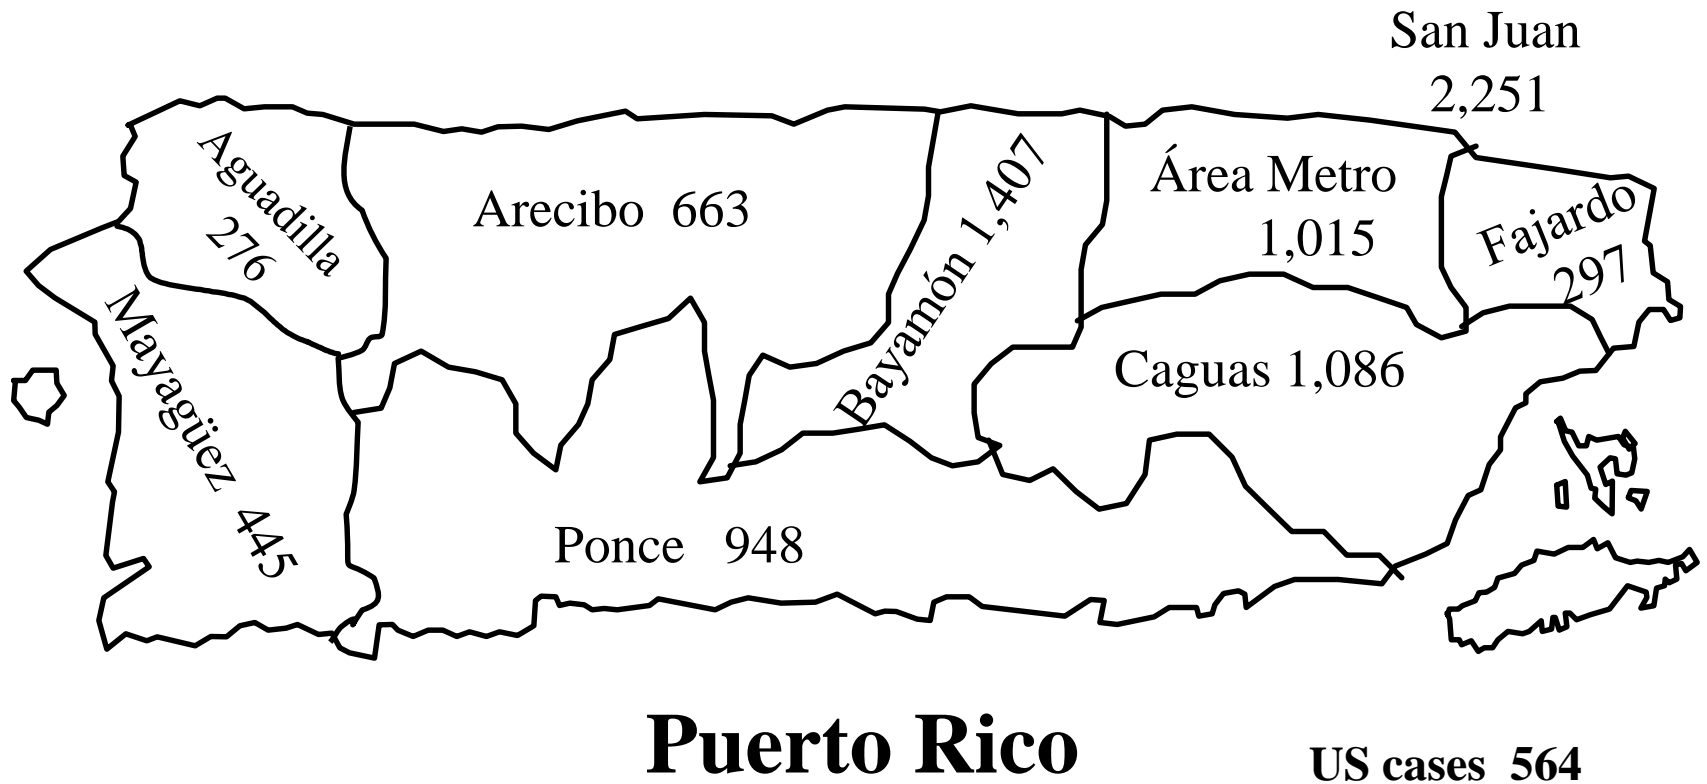 San Juan
2,251
Aguadilla
276
Arecibo 663
Bayamón 1,407
Área Metro
1,015
Fajardo
297
Mayagüez 445
Caguas 1,086
Ponce 948
Puerto Rico
US cases 564